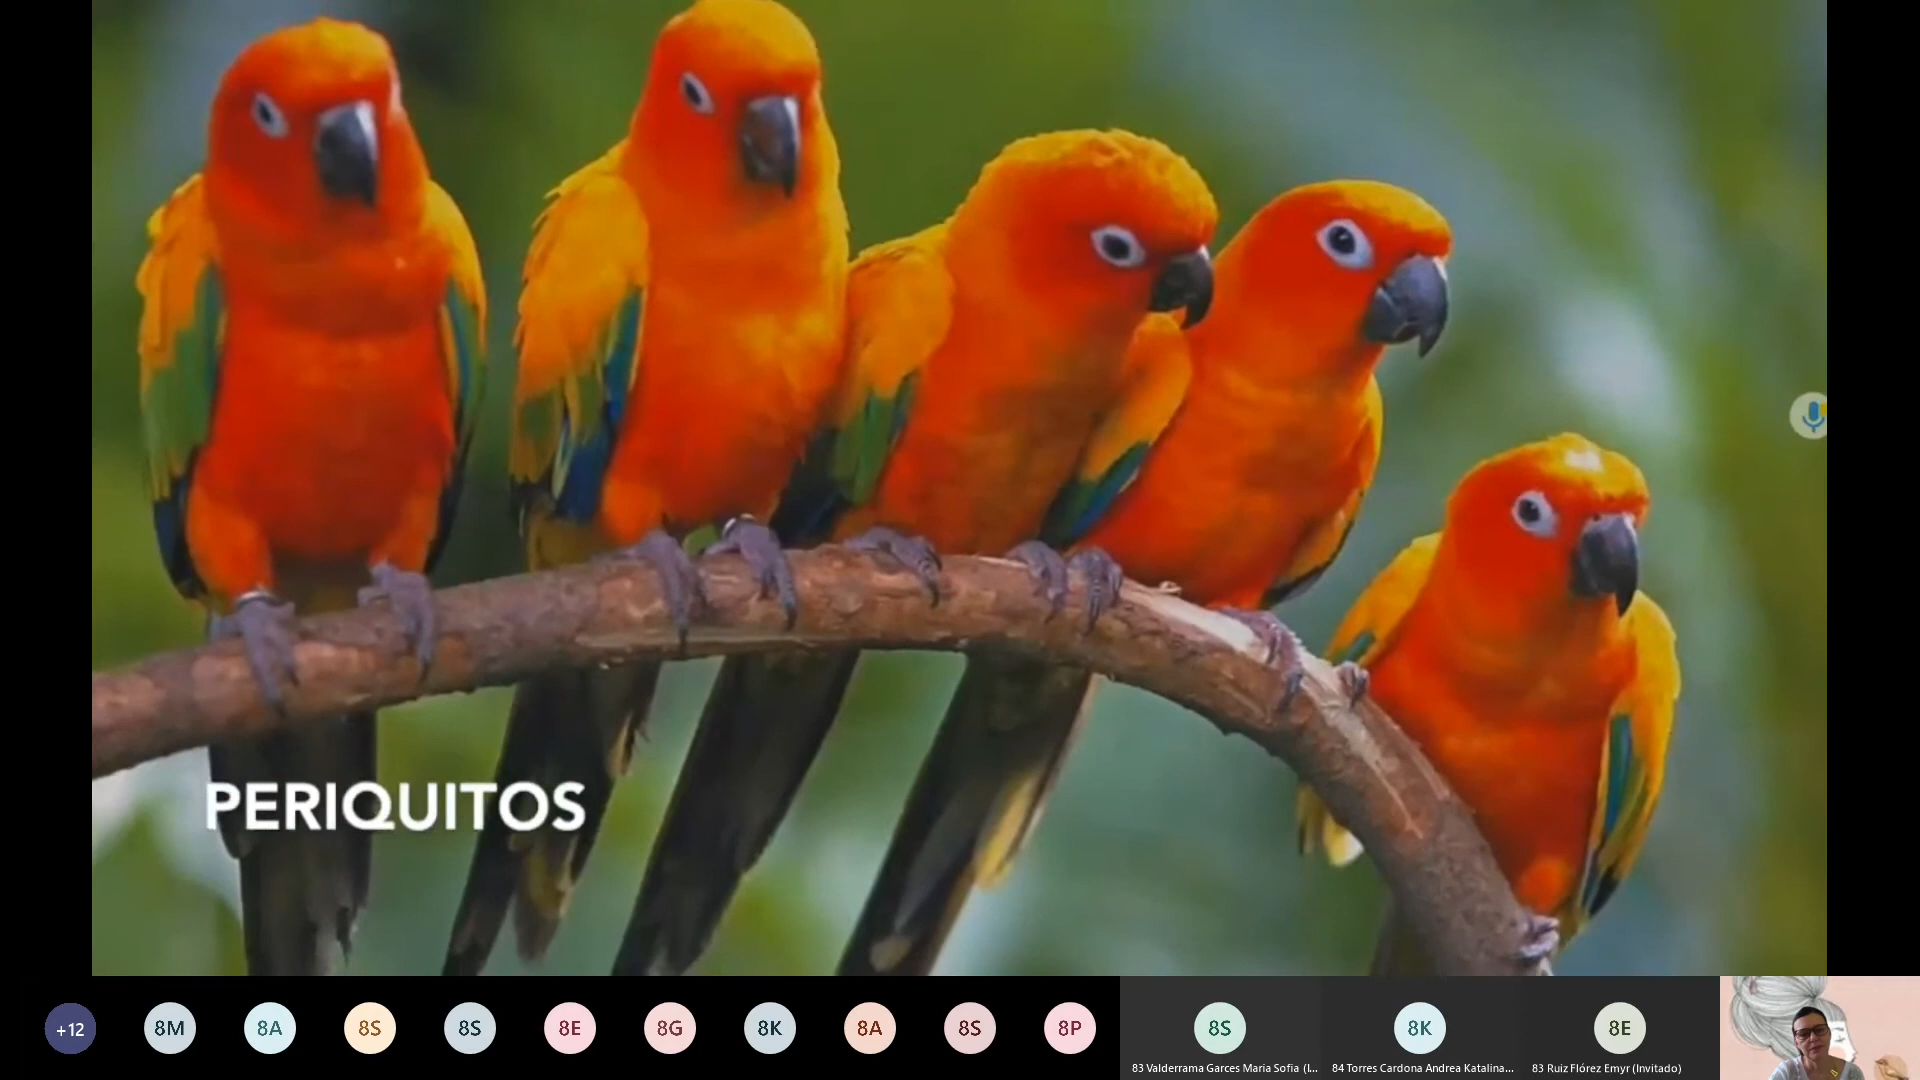 PERIQUITOS
+12
8M
8A
8S
8S
8E
8G
8K
8A
8S
8P
8S
8K
8E
83 Valderrama Garces Maria Sofia (I...
84 Torres Cardona Andrea Katalina...
83 Ruiz Flórez Emyr (Invitado)